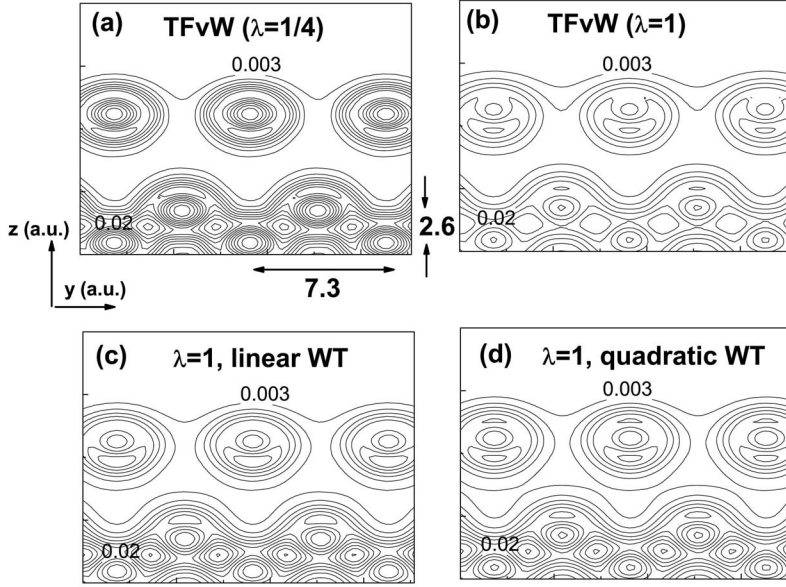 (a) TFvW (λ=1/4)
0.003
0.02
z (a.u.)
y (a.u.)
7.3
2.6
(b) TFvW (λ=1)
0.003
0.02
(c) λ=1, linear WT
0.003
0.02
(d) λ=1, quadratic WT
0.003
0.02